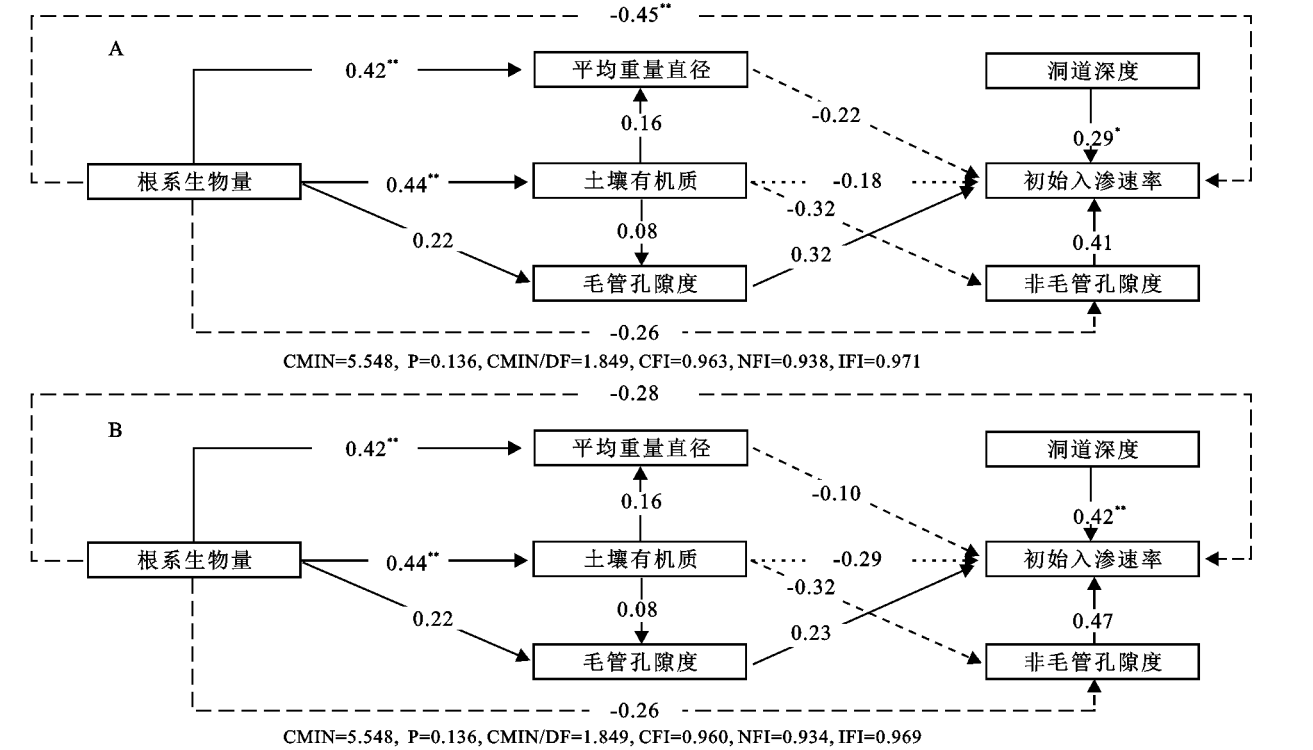 -0.45**
A
0.42**
平均重量直径
洞道深度
-0.22
0.16
0.29*
根系生物量
0.44**
土壤有机质
-0.18
初始入渗速率
-0.32
0.22
0.08
0.32
0.41
毛管孔隙度
非毛管孔隙度
-0.26
CMIN=5.548, P=0.136, CMIN/DF=1.849, CFI=0.963, NFI=0.938, IFI=0.971
-0.28
B
0.42**
平均重量直径
洞道深度
-0.10
0.16
0.42**
根系生物量
0.44**
土壤有机质
-0.29
初始入渗速率
-0.32
0.22
0.08
0.23
0.47
毛管孔隙度
非毛管孔隙度
-0.26
CMIN=5.548, P=0.136, CMIN/DF=1.849, CFI=0.960, NFI=0.934, IFI=0.969